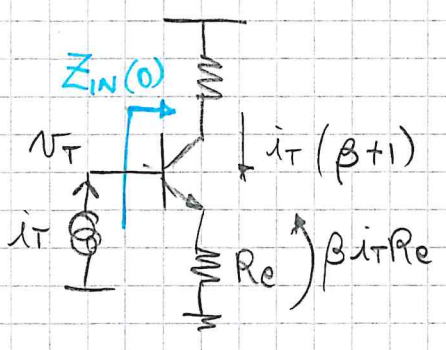 Z_IN(0)
v_T
i_T(β+1)
i_T
Re
βi_TRe